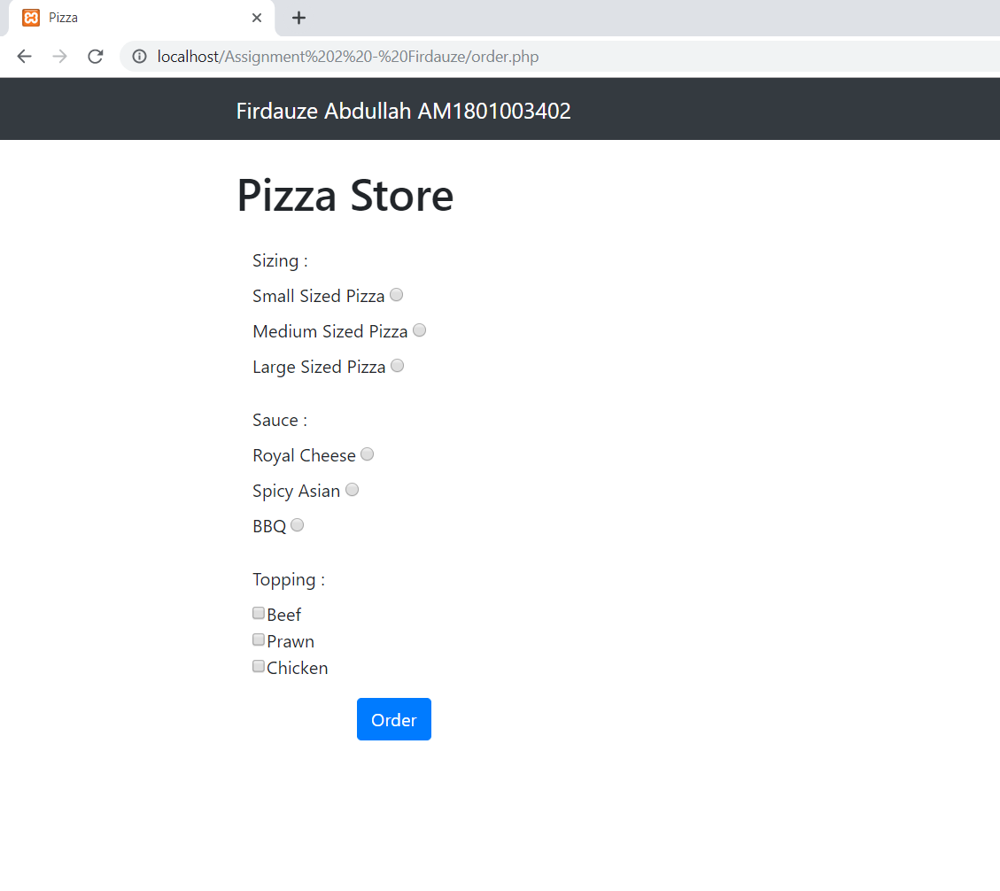 Pizza
localhost/Assignment%202%20-%20Firdauze/order.php
Firdauze Abdullah AM1801003402
Pizza Store
Sizing :
Small Sized Pizza
Medium Sized Pizza
Large Sized Pizza
Sauce :
Royal Cheese
Spicy Asian
BBQ
Topping :
Beef
Prawn
Chicken
Order